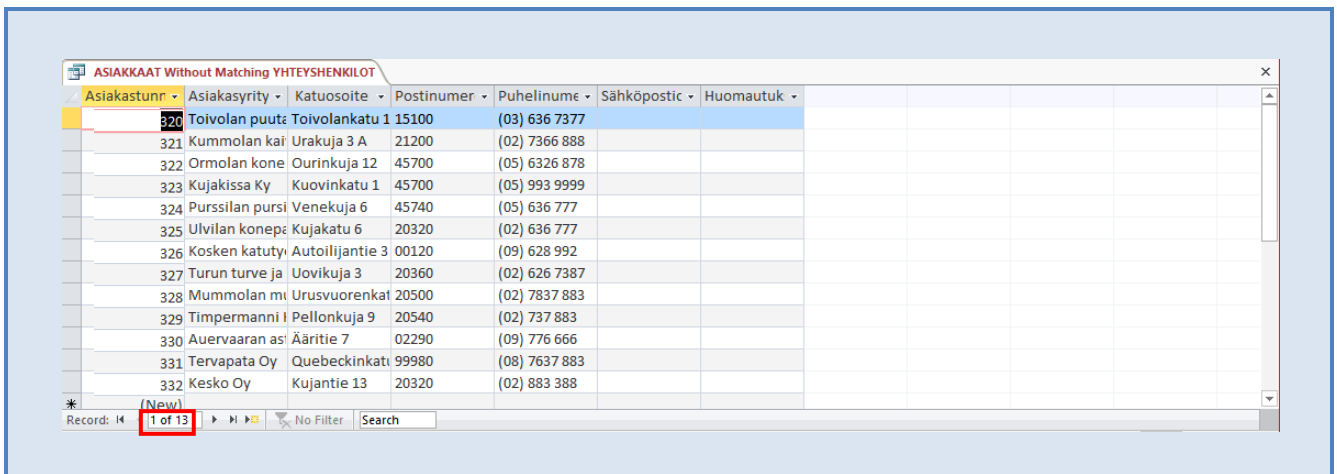 ASIAKKAAT Without Matching YHTEYSHENKILOT
Asiakastunn Asiakasyrity Katuosoite Postinumer Puhelinume Sähköpostic Huomautuk
320 Toivolan puuta Toivolankatu 1 15100 (03) 636 7377
321 Kummolan kai Urakuja 3 A 21200 (02) 7366 888
322 Ormolan kone Ourinkuja 12 45700 (05) 6326 878
323 Kujakissa Ky Kuovinkatu 1 45700 (05) 993 9999
324 Purssilan pursi Venekuja 6 45740 (05) 636 777
325 Ulvilan konepa Kujakatu 6 20320 (02) 636 777
326 Kosken katutyö Autoilijantie 3 00120 (09) 628 992
327 Turun turve ja Uovikuja 3 20360 (02) 626 7387
328 Mummolan mu Urusvuorenkat 20500 (02) 7837 883
329 Timpermanni Pellonkuja 9 20540 (02) 737 883
330 Auervaaran ast Ääritie 7 02290 (09) 776 666
331 Tervapata Oy Quebeckinkatu 99980 (08) 7637 883
332 Kesko Oy Kujantie 13 20320 (02) 883 388
(New)
Record: 1 of 13 No Filter Search